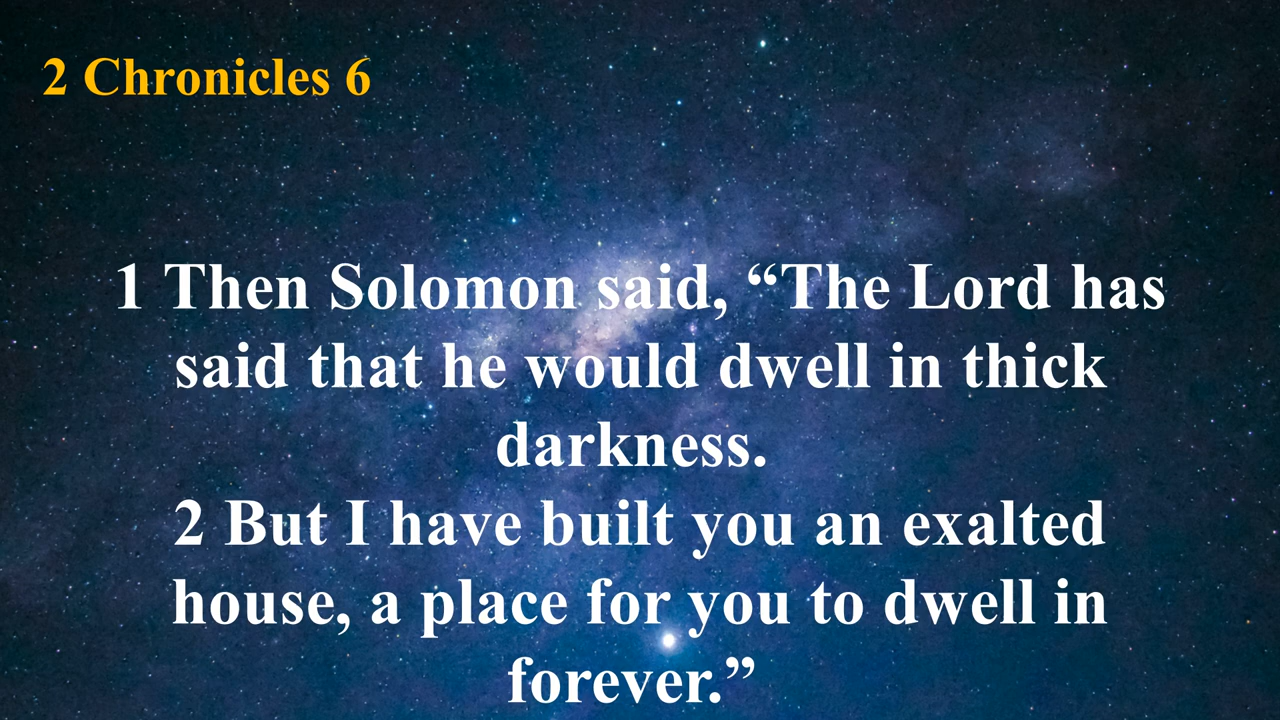 2 Chronicles 6
1 Then Solomon said, “The Lord has
said that he would dwell in thick
darkness.
2 But I have built you an exalted
house, a place for you to dwell in
forever.”